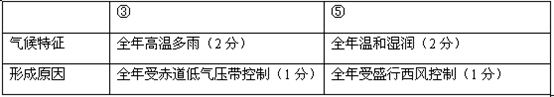 ③ ⑤
气候特征 全年高温多雨（2 分） 全年温和湿润（2 分）
形成原因 全年受赤道低气压带控制（1 分） 全年受盛行西风控制（1 分）